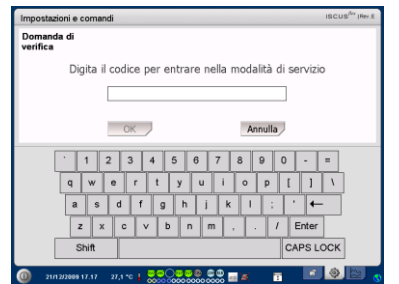 Impostazioni e comandi
ISCUS flex |Rev. E
Domanda di
verifica
Digita il codice per entrare nella modalità di servizio
OK Annulla
` 1 2 3 4 5 6 7 8 9 0 - =
q w e r t y u i o p [ ] \
a s d f g h j k l ; ' ←
z x c v b n m , . / Enter
Shift CAPS LOCK
21/12/2009 17.17 27,1 °C